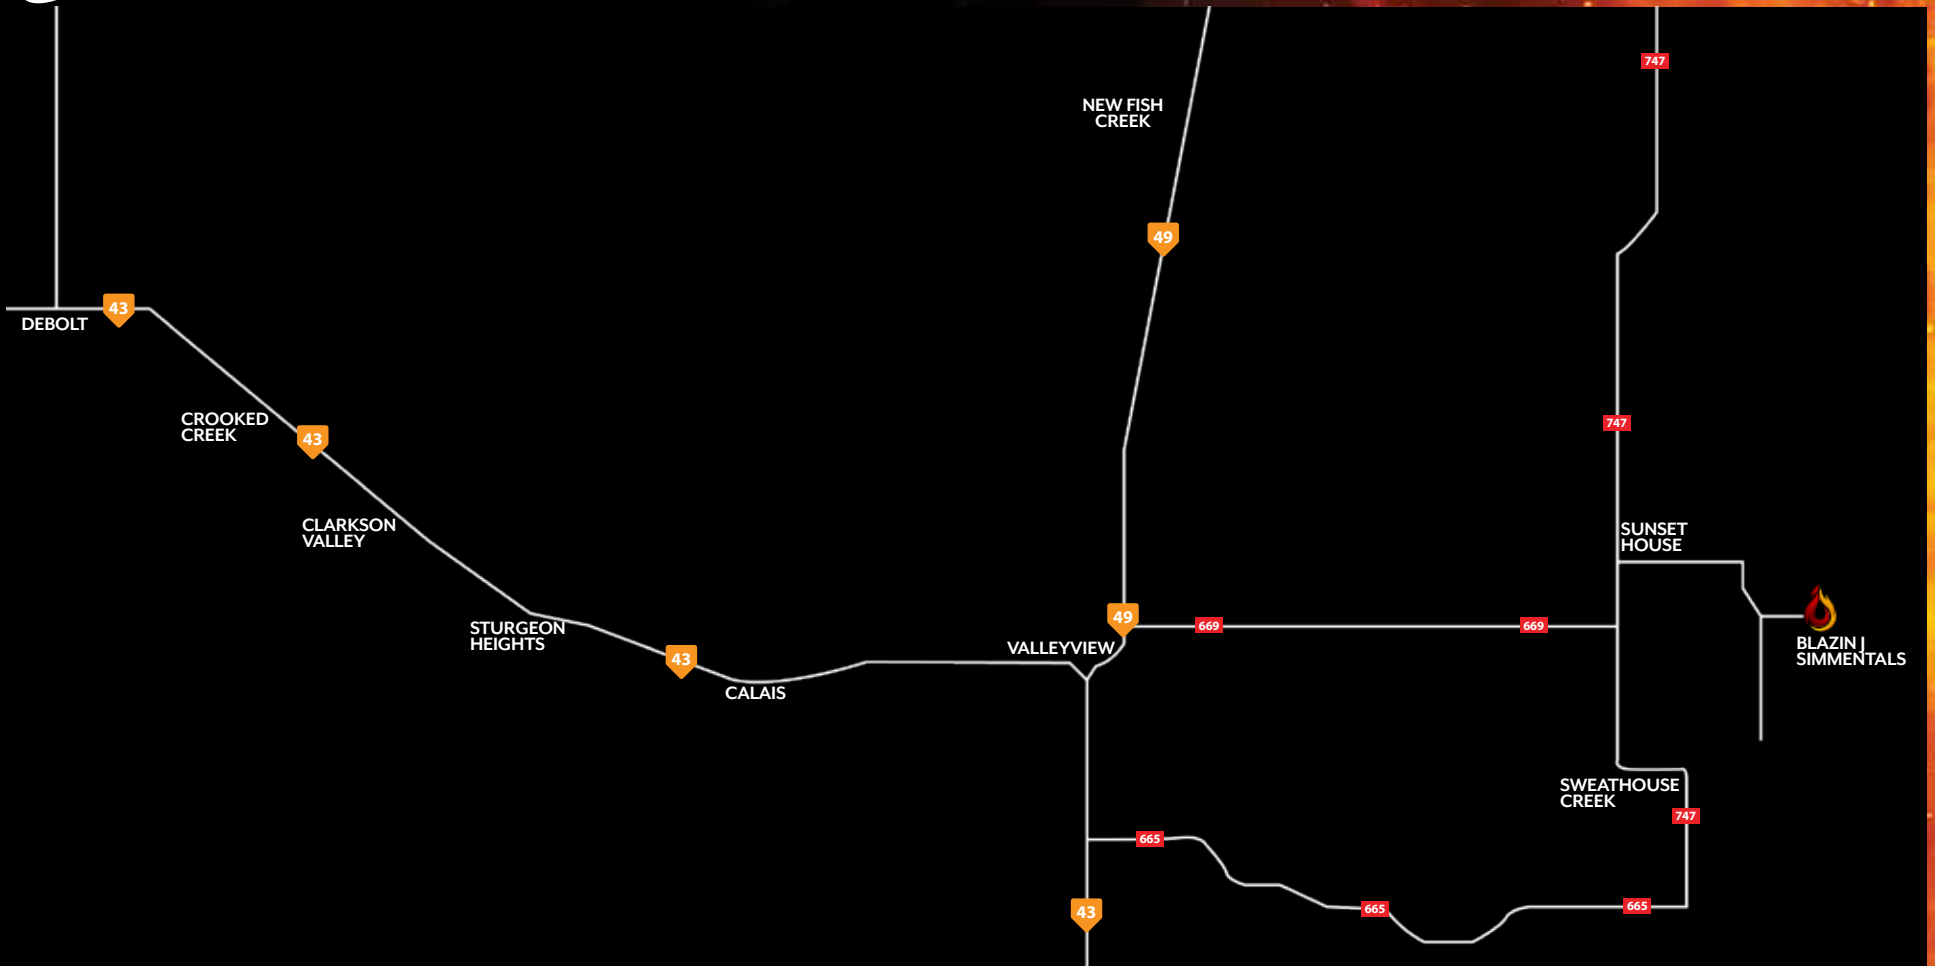 747
NEW FISH
CREEK
49
43
DEBOLT
747
CROOKED
CREEK
43
CLARKSON
VALLEY
SUNSET
HOUSE
49
669
669
STURGEON
HEIGHTS
VALLEYVIEW
BLAZIN J
SIMMENTALS
43
CALAIS
SWEATHOUSE
CREEK
747
665
665
665
43